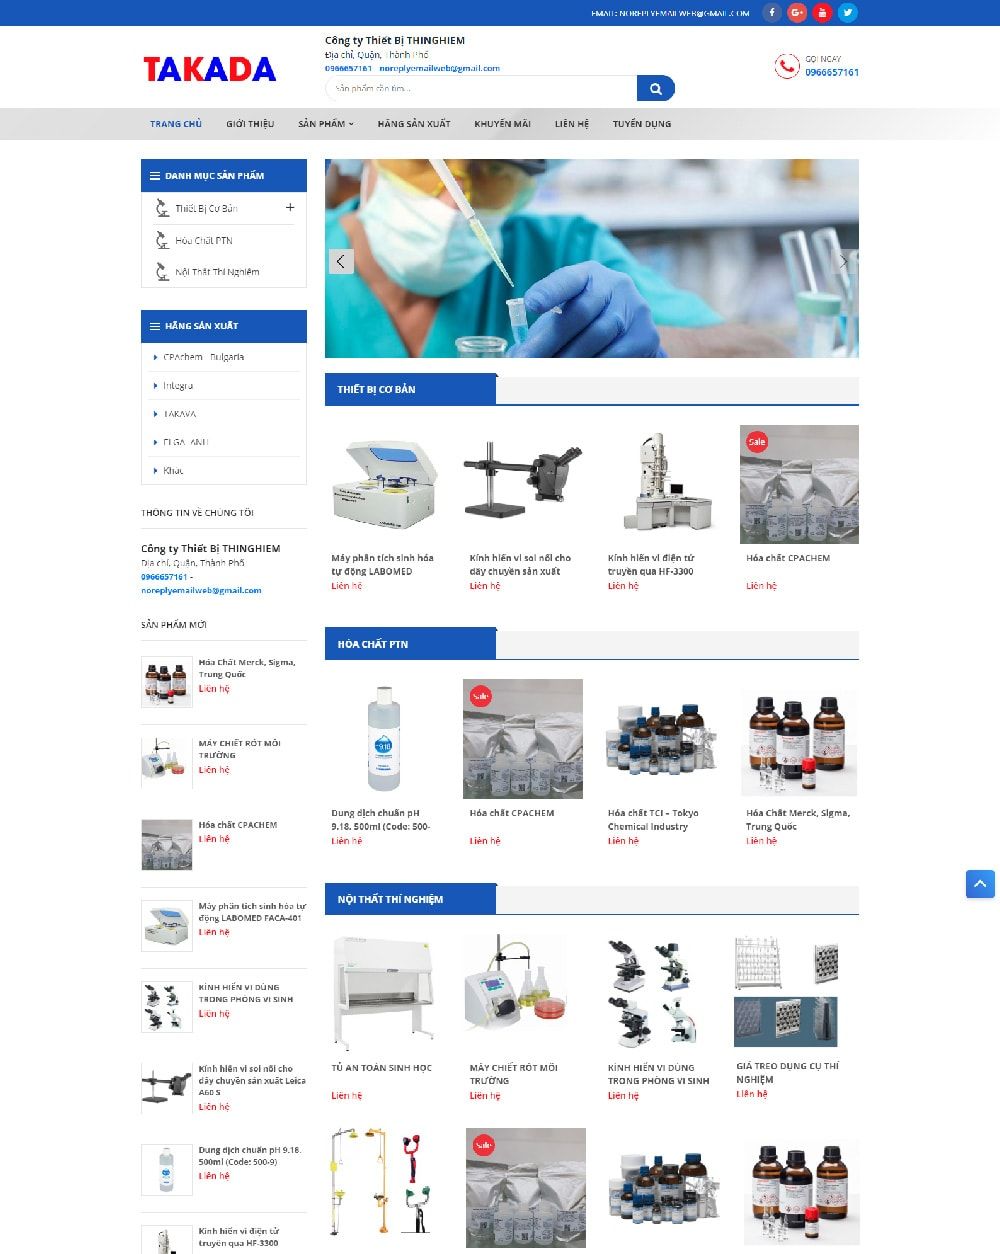 EMAIL: NOREPLYEMAILWEB@GMAIL.COM
TAKADA
Công ty Thiết Bị THINGHIEM
Địa chỉ, Quận, Thành Phố
0966657161 - noreplyemailweb@gmail.com
Sản phẩm cần tìm...
GỌI NGAY
0966657161
TRANG CHỦ GIỚI THIỆU SẢN PHẨM HÃNG SẢN XUẤT KHUYẾN MÃI LIÊN HỆ TUYỂN DỤNG
DANH MỤC SẢN PHẨM
Thiết Bị Cơ Bản
Hóa Chất PTN
Nội Thất Thí Nghiệm
HÃNG SẢN XUẤT
CPAchem - Bulgaria
Integra
TAKAVA
ELGA- ANH
Khác
THÔNG TIN VỀ CHÚNG TÔI
Công ty Thiết Bị THINGHIEM
Địa chỉ, Quận, Thành Phố
0966657161 -
noreplyemailweb@gmail.com
SẢN PHẨM MỚI
Hóa Chất Merck, Sigma,
Trung Quốc
Liên hệ
MÁY CHIẾT RÓT MÔI
TRƯỜNG
Liên hệ
Hóa chất CPACHEM
Liên hệ
Máy phân tích sinh hóa tự
động LABOMED FACA-401
Liên hệ
KÍNH HIỂN VI DÙNG
TRONG PHÒNG VI SINH
Liên hệ
Kính hiển vi soi nổi cho
dây chuyền sản xuất Leica
A60 S
Liên hệ
Dung dịch chuẩn pH 9.18.
500ml (Code: 500-9)
Liên hệ
Kính hiển vi điện tử
truyền qua HF-3300
THIẾT BỊ CƠ BẢN
Sale
Máy phân tích sinh hóa
tự động LABOMED
Liên hệ
Kính hiển vi soi nổi cho
dây chuyền sản xuất
Liên hệ
Kính hiển vi điện tử
truyền qua HF-3300
Liên hệ
Hóa chất CPACHEM
Liên hệ
HÓA CHẤT PTN
9.18
Sale
Dung dịch chuẩn pH
9.18. 500ml (Code: 500-
Liên hệ
Hóa chất CPACHEM
Liên hệ
Hóa chất TCI – Tokyo
Chemical Industry
Liên hệ
Hóa Chất Merck, Sigma,
Trung Quốc
Liên hệ
NỘI THẤT THÍ NGHIỆM
TỦ AN TOÀN SINH HỌC
Liên hệ
MÁY CHIẾT RÓT MÔI
TRƯỜNG
Liên hệ
KÍNH HIỂN VI DÙNG
TRONG PHÒNG VI SINH
Liên hệ
GIÁ TREO DỤNG CỤ THÍ
NGHIỆM
Liên hệ
Sale